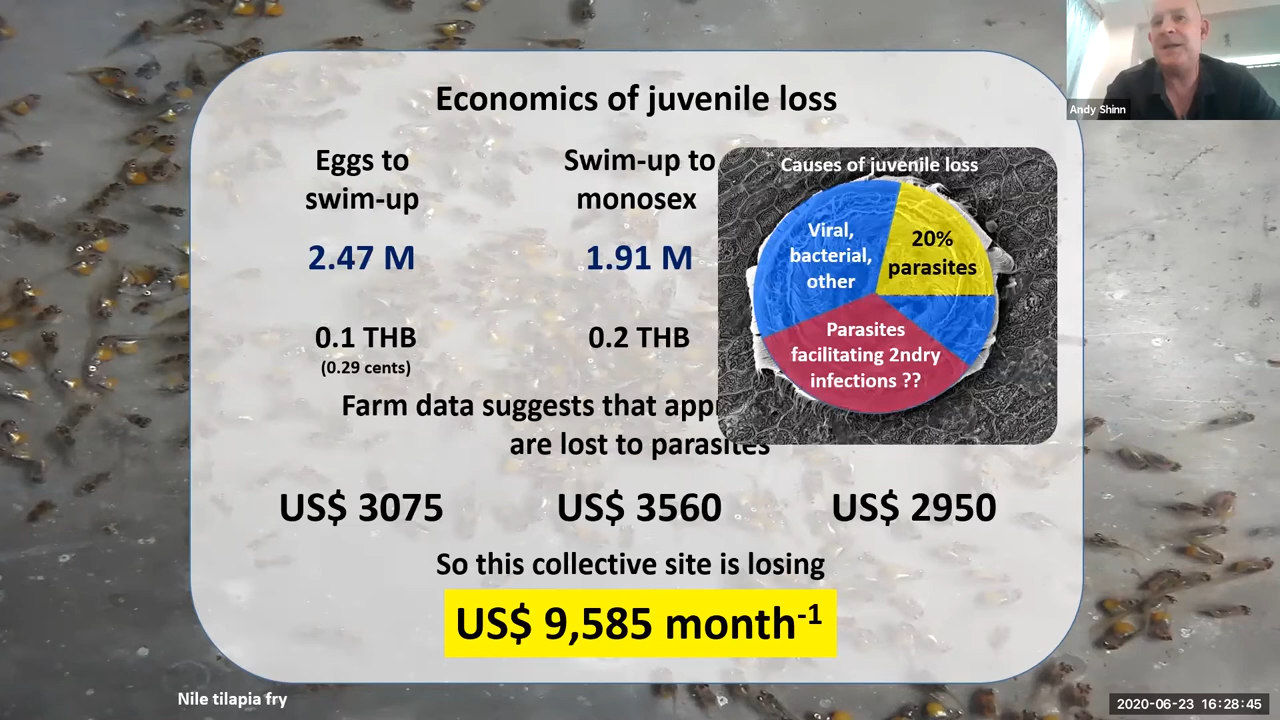 Andy Shinn
Economics of juvenile loss
Eggs to
swim-up
Swim-up to
monosex
2.47 M
1.91 M
0.1 THB
(0.29 cents)
0.2 THB
Causes of juvenile loss
Viral,
bacterial,
other
20%
parasites
Parasites
facilitating 2ndry
infections ??
Farm data suggests that
are lost to parasites
US$ 3075
US$ 3560
US$ 2950
So this collective site is losing
US$ 9,585 month⁻¹
Nile tilapia fry
2020-06-23 16:28:45